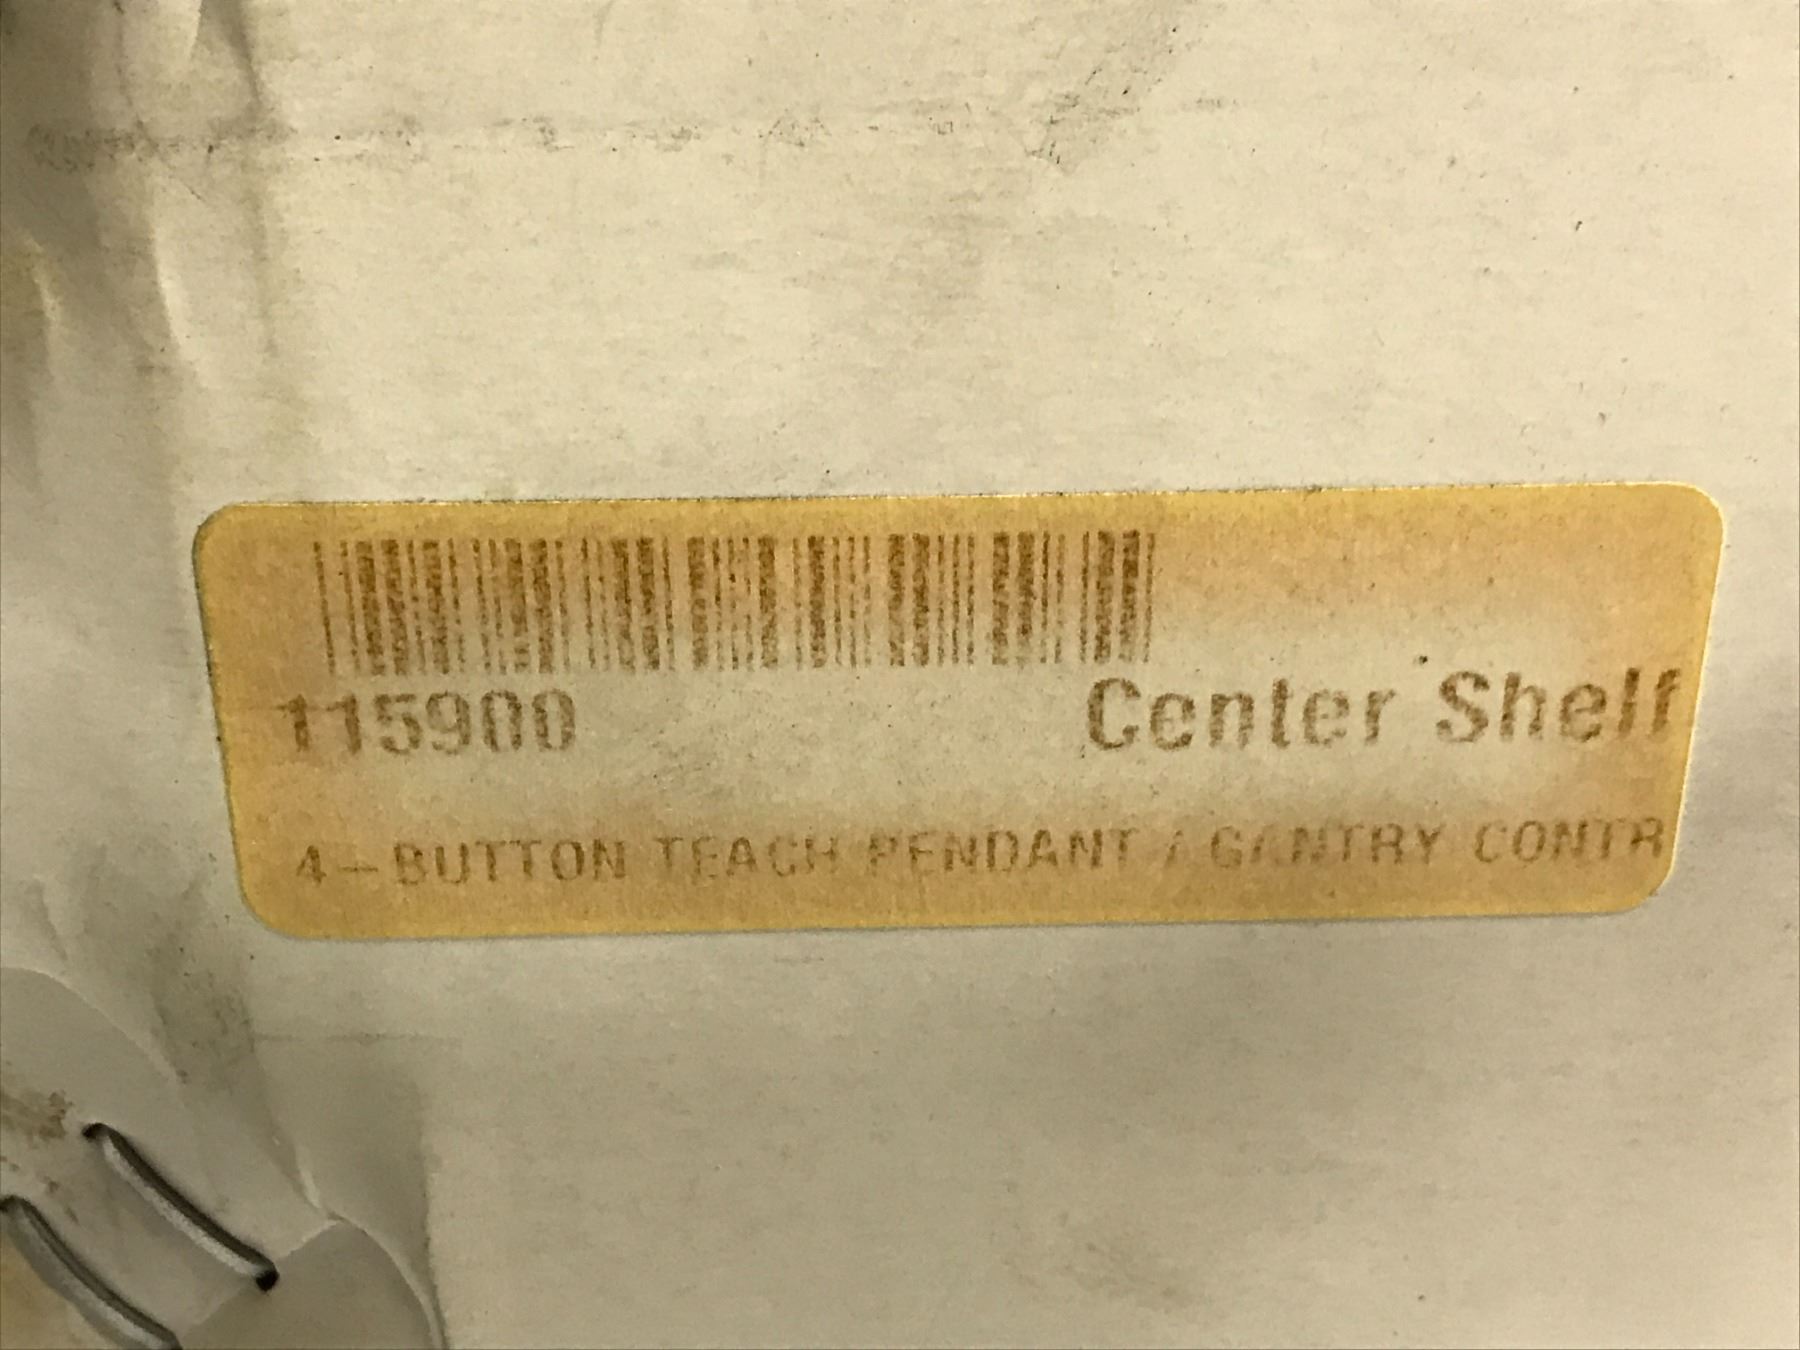 115900 Center Shelf
4-BUTTON TEACH PENDANT / GANTRY CONTR